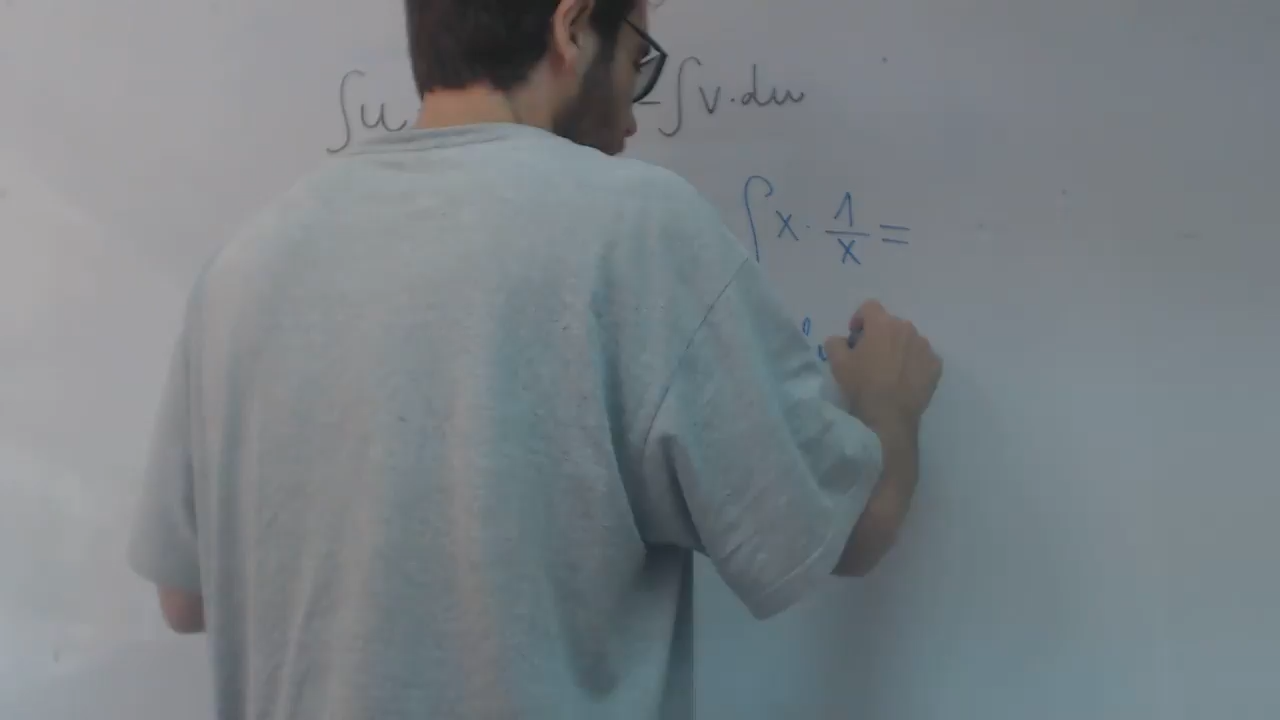 ∫u - ∫v·du
∫x· 1/x =